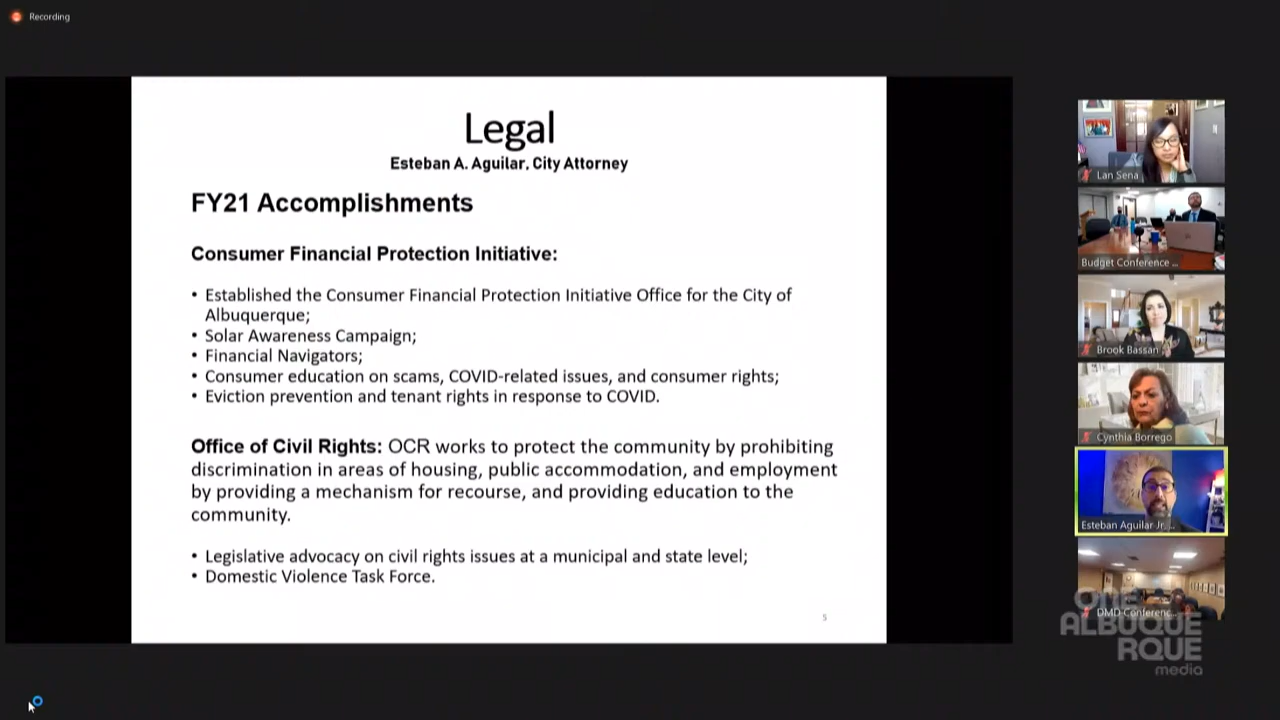 Recording
Legal
Esteban A. Aguilar, City Attorney
FY21 Accomplishments
Consumer Financial Protection Initiative:
• Established the Consumer Financial Protection Initiative Office for the City of
Albuquerque;
• Solar Awareness Campaign;
• Financial Navigators;
• Consumer education on scams, COVID-related issues, and consumer rights;
• Eviction prevention and tenant rights in response to COVID.
Office of Civil Rights: OCR works to protect the community by prohibiting
discrimination in areas of housing, public accommodation, and employment
by providing a mechanism for recourse, and providing education to the
community.
• Legislative advocacy on civil rights issues at a municipal and state level;
• Domestic Violence Task Force.
5
Lan Sena
Budget Conference ...
Brook Bassan
Cynthia Borrego
Esteban Aguilar Jr. ...
DMD Conferenc...
ONE
ALBUQUE
RQUE
media